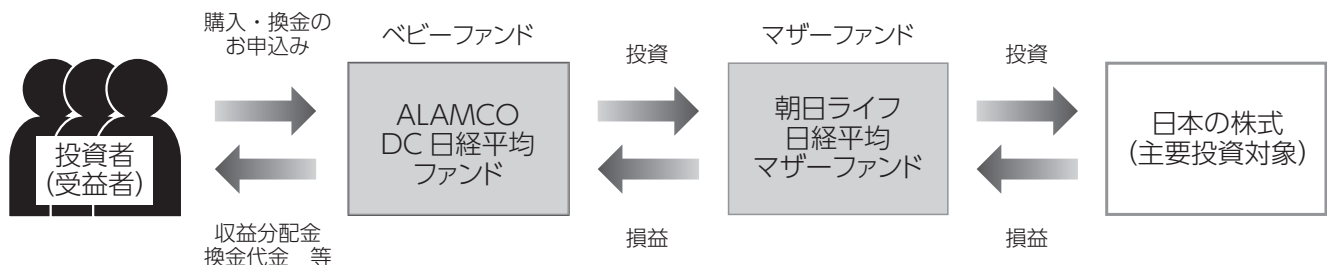 購入・換金の
お申込み
ベビーファンド
投資
マザーファンド
投資
投資者
(受益者)
ALAMCO
DC 日経平均
ファンド
朝日ライフ
日経平均
マザーファンド
日本の株式
(主要投資対象)
収益分配金
換金代金　等
損益
損益